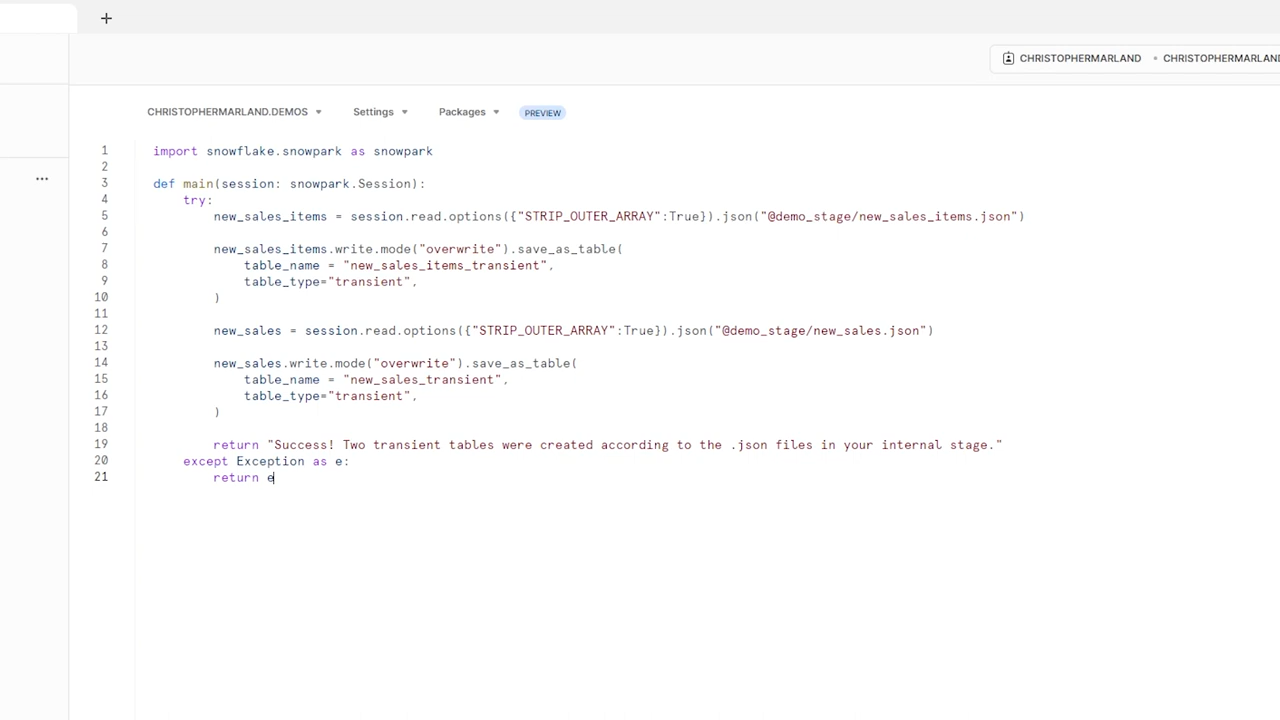 +
CHRISTOPHERMARLAND • CHRISTOPHERMARLAND
CHRISTOPHERMARLAND.DEMOS Settings Packages PREVIEW
1 import snowflake.snowpark as snowpark
2
3 def main(session: snowpark.Session):
4 try:
5 new_sales_items = session.read.options({"STRIP_OUTER_ARRAY":True}).json("@demo_stage/new_sales_items.json")
6
7 new_sales_items.write.mode("overwrite").save_as_table(
8 table_name = "new_sales_items_transient",
9 table_type="transient",
10 )
11
12 new_sales = session.read.options({"STRIP_OUTER_ARRAY":True}).json("@demo_stage/new_sales.json")
13
14 new_sales.write.mode("overwrite").save_as_table(
15 table_name = "new_sales_transient",
16 table_type="transient",
17 )
18
19 return "Success! Two transient tables were created according to the .json files in your internal stage."
20 except Exception as e:
21 return e